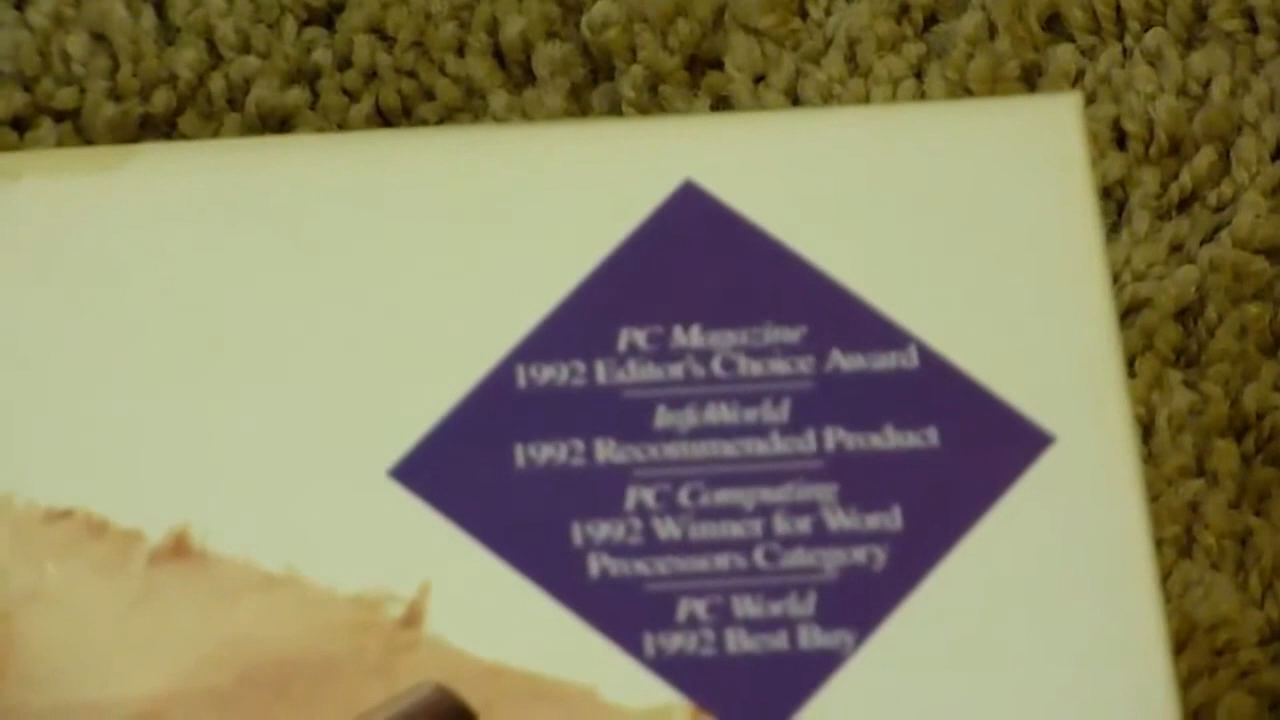 PC Magazine
1992 Editor's Choice Award
InfoWorld
1992 Recommended Product
PC Computing
1992 Winner for Word
Processors Category
PC World
1992 Best Buy